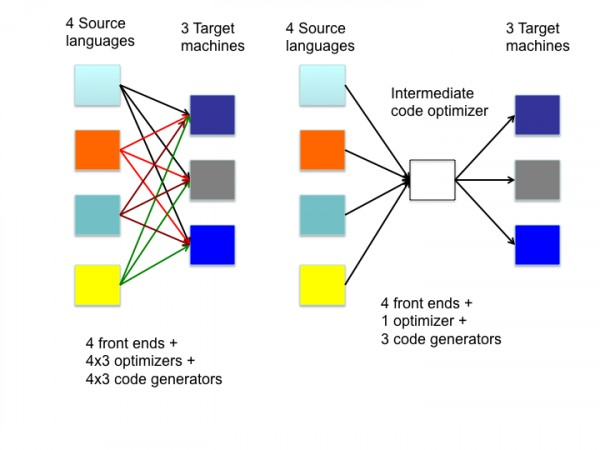 4 Source
languages
3 Target
machines
4 front ends +
4x3 optimizers +
4x3 code generators
4 Source
languages
3 Target
machines
Intermediate
code optimizer
4 front ends +
1 optimizer +
3 code generators